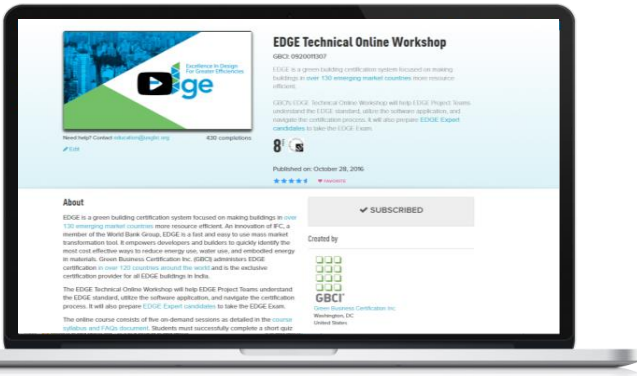 EDGE Technical Online Workshop
GBCI: 0920011307
EDGE is a green building certification system focused on making
buildings in over 130 emerging market countries more resource
efficient.
GBCI's EDGE Technical Online Workshop will help EDGE Project Teams
understand the EDGE standard, utilize the software application, and
navigate the certification process. It will also prepare EDGE Expert
candidates to take the EDGE Exam.
Excellence In Design
For Greater Efficiencies
ge
Need help? Contact education@usgbc.org
430 completions
Edit
8
Published on: October 28, 2016
FAVORITE
About
EDGE is a green building certification system focused on making buildings in over
130 emerging market countries more resource efficient. An innovation of IFC, a
member of the World Bank Group, EDGE is a fast and easy to use mass market
transformation tool. It empowers developers and builders to quickly identify the
most cost effective ways to reduce energy use, water use, and embodied energy
in materials. Green Business Certification Inc. (GBCI) administers EDGE
certification in over 120 countries around the world and is the exclusive
certification provider for all EDGE buildings in India.
The EDGE Technical Online Workshop will help EDGE Project Teams understand
the EDGE standard, utilize the software application, and navigate the certification
process. It will also prepare EDGE Expert candidates to take the EDGE Exam.
The online course consists of five on-demand sessions as detailed in the course
syllabus and FAQs document. Students must successfully complete a short quiz
✔ SUBSCRIBED
Created by
GBCI
Green Business Certification Inc.
Washington, DC
United States